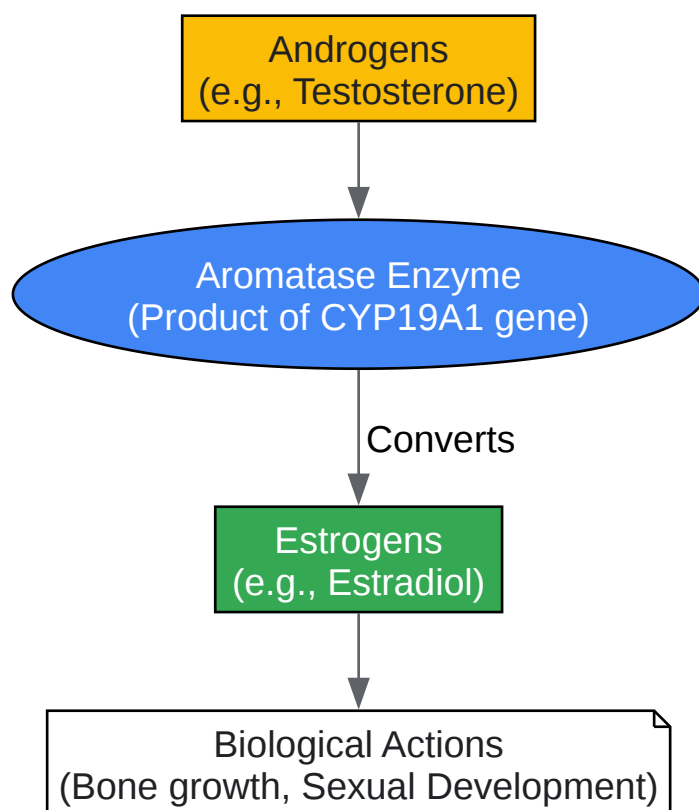 Androgens
(e.g., Testosterone)
Aromatase Enzyme
(Product of CYP19A1 gene)
Converts
Estrogens
(e.g., Estradiol)
Biological Actions
(Bone growth, Sexual Development)